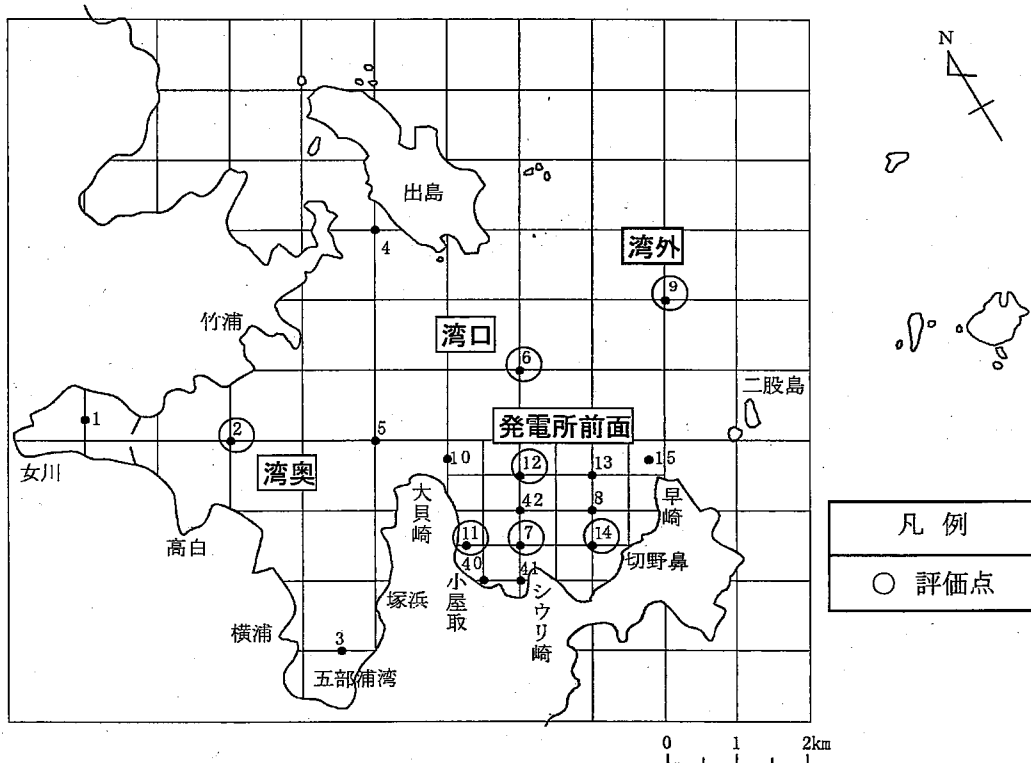 N
出島
4
湾外
9
竹浦
湾口
6
二股島
発電所前面
1
2
5
10
12
13
15
女川
湾奥
大貝崎
42
8
早崎
高白
11
7
14
切野鼻
40
41
小屋取
シウリ崎
塚浜
横浦
3
五部浦湾
凡例
○ 評価点
0 1 2km